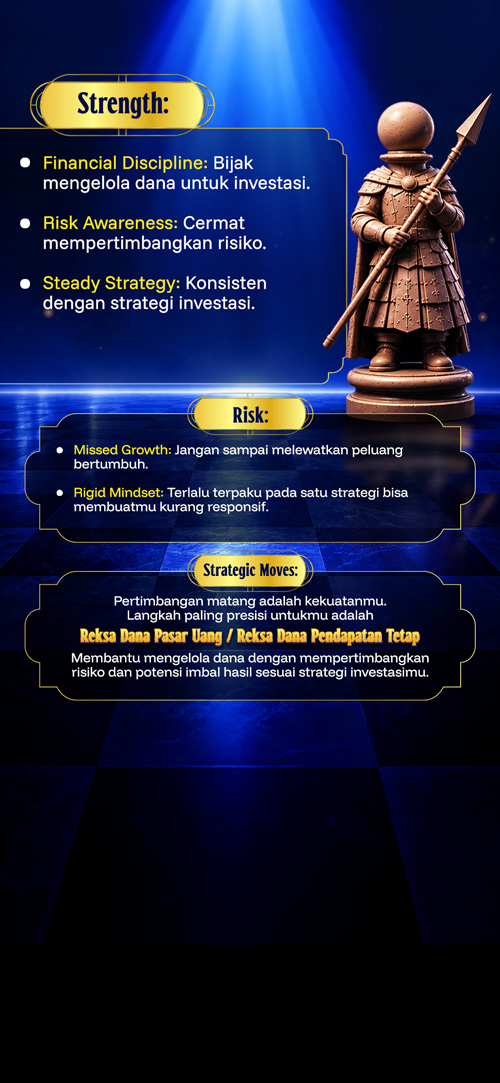 Strength:
Financial Discipline: Bijak
mengelola dana untuk investasi.
Risk Awareness: Cermat
mempertimbangkan risiko.
Steady Strategy: Konsisten
dengan strategi investasi.
Risk:
Missed Growth: Jangan sampai melewatkan peluang
bertumbuh.
Rigid Mindset: Terlalu terpaku pada satu strategi bisa
membuatmu kurang responsif.
Strategic Moves:
Pertimbangan matang adalah kekuatanmu.
Langkah paling presisi untukmu adalah
Reksa Dana Pasar Uang / Reksa Dana Pendapatan Tetap
Membantu mengelola dana dengan mempertimbangkan
risiko dan potensi imbal hasil sesuai strategi investasimu.